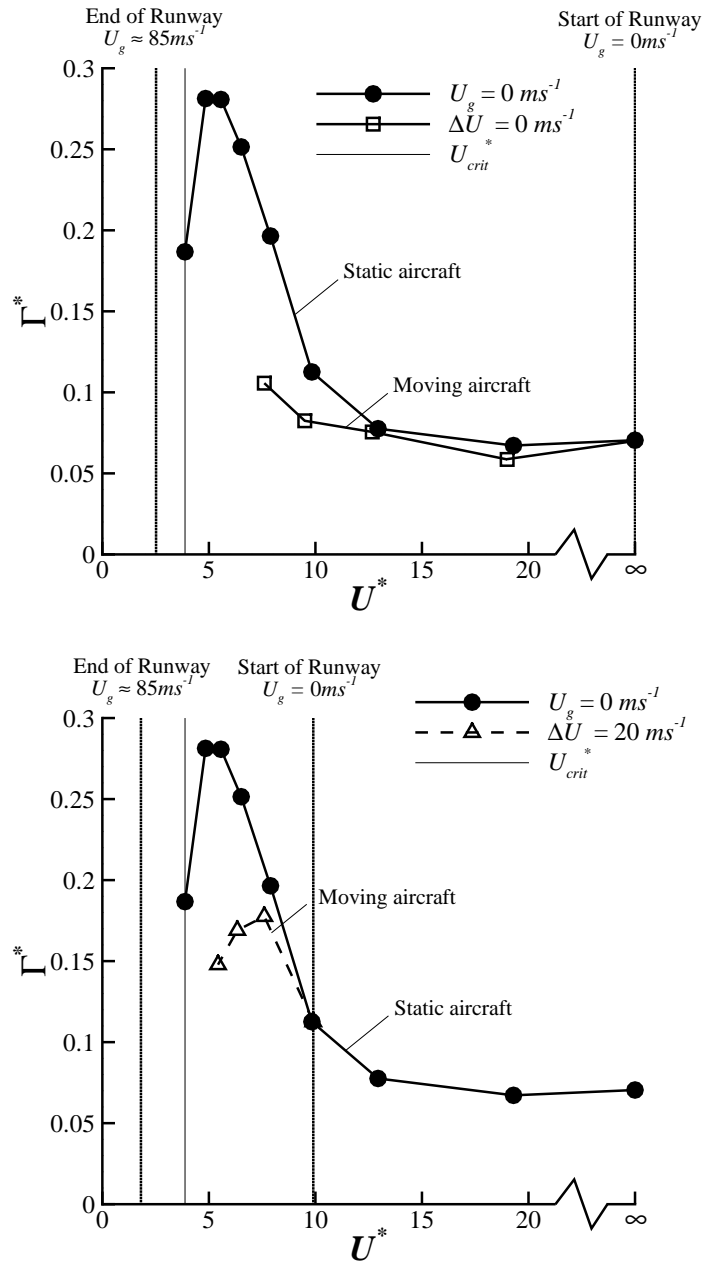 End of Runway
U_g ≈ 85ms^-1
Start of Runway
U_g = 0ms^-1
0.3
0.25
0.2
0.15
0.1
0.05
0
Γ*
U_g = 0 ms^-1
ΔU = 0 ms^-1
U_crit*
Static aircraft
Moving aircraft
0 5 10 15 20 ∞
U*
End of Runway
U_g ≈ 85ms^-1
Start of Runway
U_g = 0ms^-1
0.3
0.25
0.2
0.15
0.1
0.05
0
Γ*
U_g = 0 ms^-1
ΔU = 20 ms^-1
U_crit*
Moving aircraft
Static aircraft
0 5 10 15 20 ∞
U*